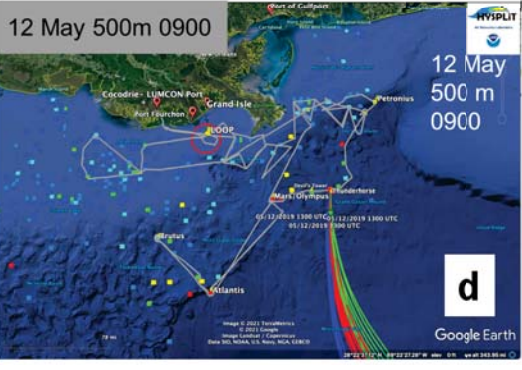 12 May 500m 0900
Port of Gulfport
HYSPLIT
12 May
500 m
0900
Cocodrie- LUMCON Port
Grand-Isle
Port Fourchon
LOOP
Petronius
Devil's Tower
Mars, Olympus
Thunderhorse
05/12/2019 1300 UTC
05/12/2019 1300 UTC
05/12/2019 1300 UTC
Brutus
Atlantis
d
Image © 2021 TerraMetrics
© 2021 Google
Image Landsat / Copernicus
Data SIO, NOAA, U.S. Navy, NGA, GEBCO
Google Earth